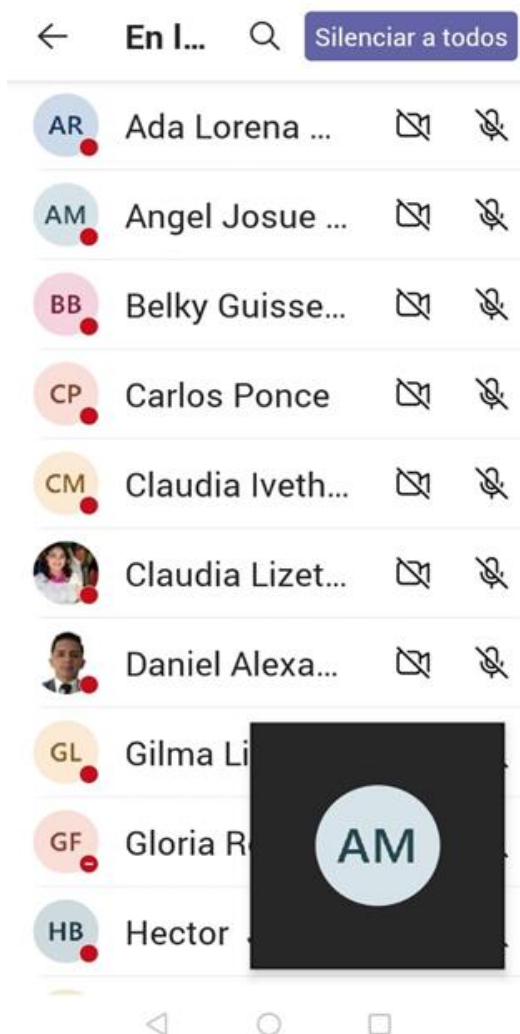 En l... Silenciar a todos
AR Ada Lorena ...
AM Angel Josue ...
BB Belky Guisse...
CP Carlos Ponce
CM Claudia Iveth...
Claudia Lizet...
Daniel Alexa...
GL Gilma Li
GF Gloria R
AM
HB Hector